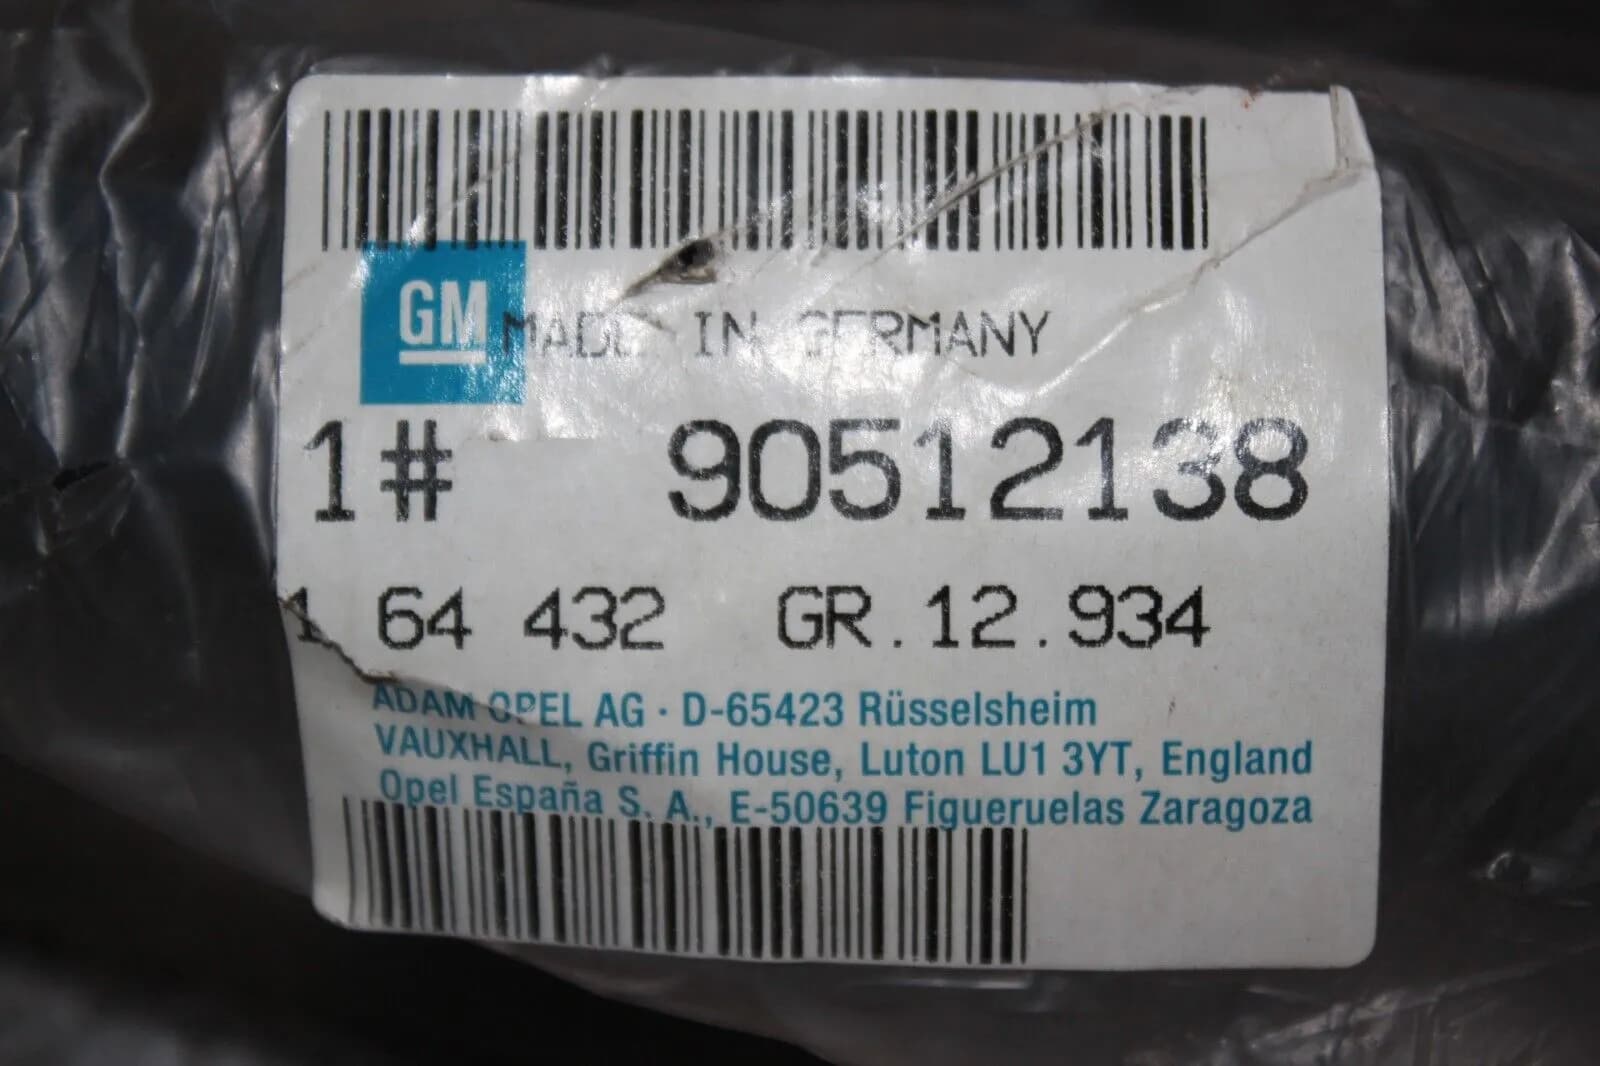 GM MADE IN GERMANY
1# 90512138
1 64 432 GR.12.934
ADAM OPEL AG · D-65423 Rüsselsheim
VAUXHALL, Griffin House, Luton LU1 3YT, England
Opel España S. A., E-50639 Figueruelas Zaragoza